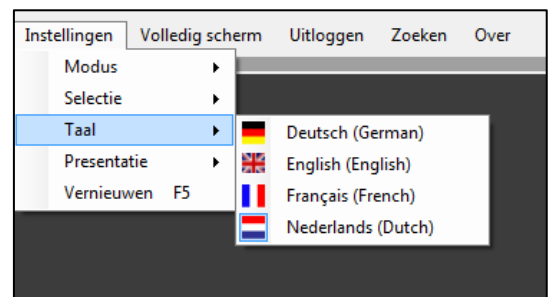 Instellingen Volledig scherm Uitloggen Zoeken Over
Modus
Selectie
Taal
Presentatie
Vernieuwen F5
Deutsch (German)
English (English)
Français (French)
Nederlands (Dutch)